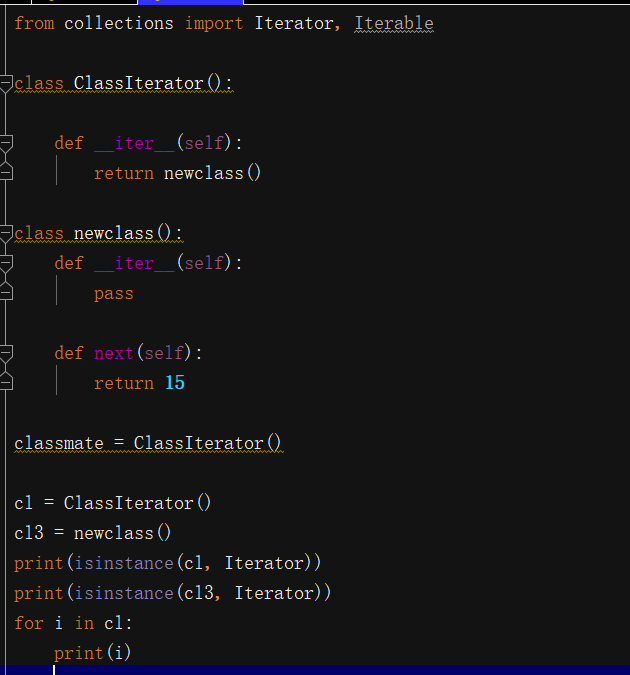 from collections import Iterator, Iterable
class ClassIterator():
def __iter__(self):
return newclass()
class newclass():
def __iter__(self):
pass
def next(self):
return 15
classmate = ClassIterator()
cl = ClassIterator()
cl3 = newclass()
print(isinstance(cl, Iterator))
print(isinstance(cl3, Iterator))
for i in cl:
print(i)